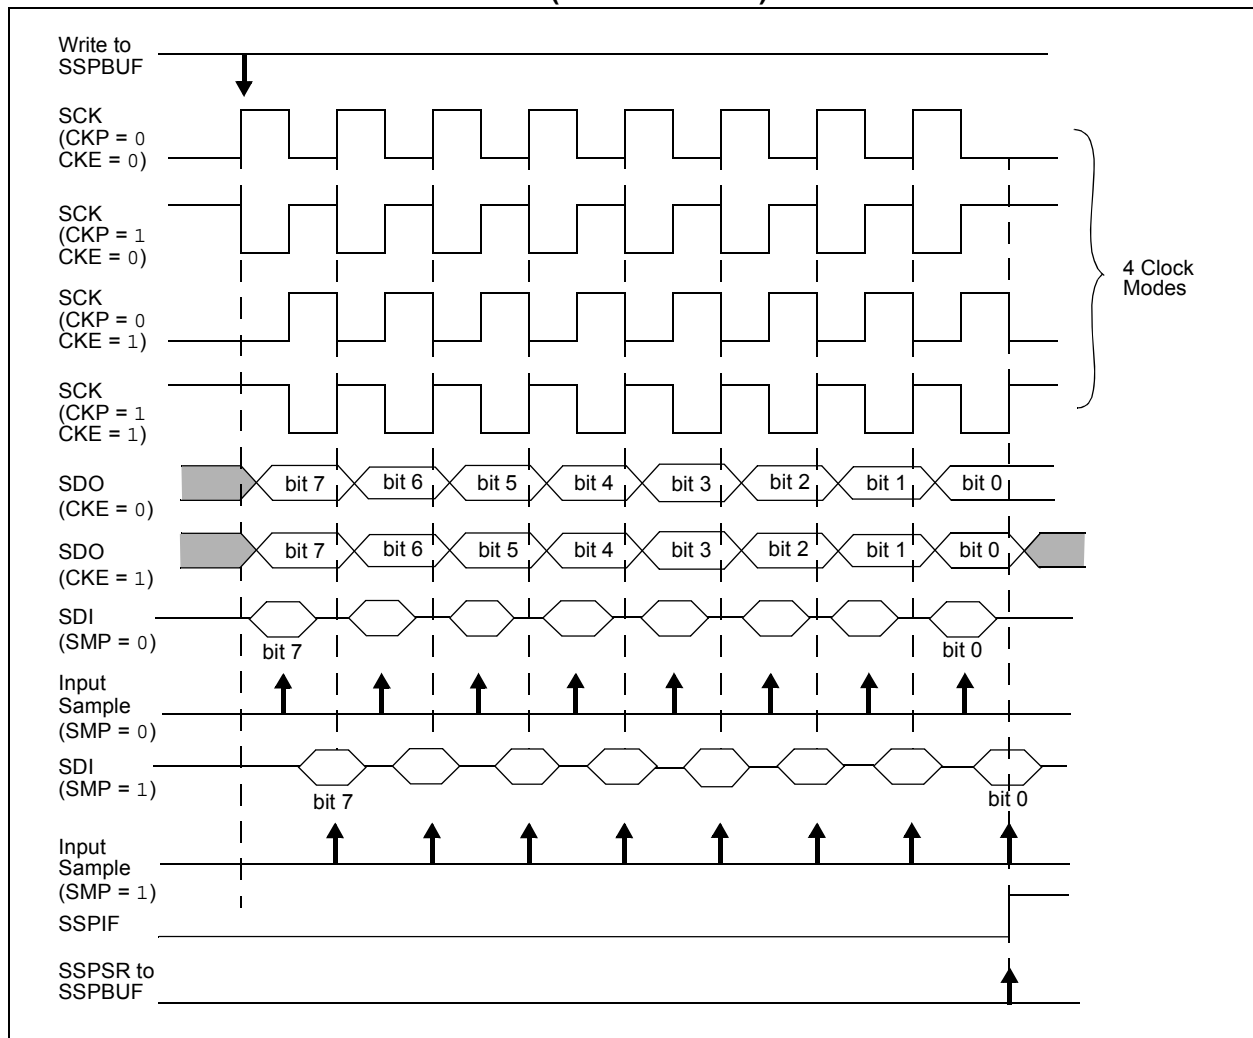 Write to
SSPBUF
SCK
(CKP = 0
CKE = 0)
SCK
(CKP = 1
CKE = 0)
SCK
(CKP = 0
CKE = 1)
SCK
(CKP = 1
CKE = 1)
4 Clock
Modes
SDO
(CKE = 0)
bit 7 bit 6 bit 5 bit 4 bit 3 bit 2 bit 1 bit 0
SDO
(CKE = 1)
bit 7 bit 6 bit 5 bit 4 bit 3 bit 2 bit 1 bit 0
SDI
(SMP = 0)
bit 7 bit 0
Input
Sample
(SMP = 0)
SDI
(SMP = 1)
bit 7 bit 0
Input
Sample
(SMP = 1)
SSPIF
SSPSR to
SSPBUF